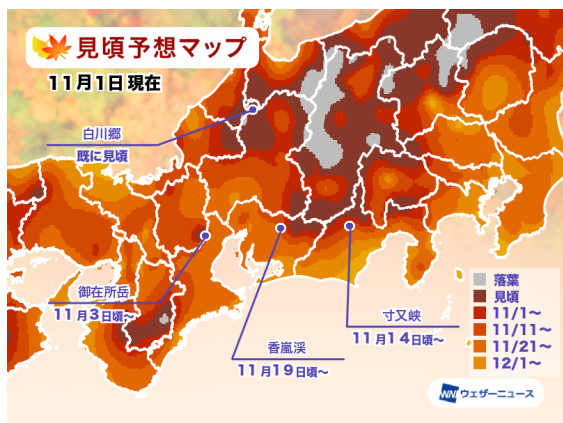 見頃予想マップ
11月1日 現在
白川郷
既に見頃
御在所岳
11月3日頃〜
香嵐渓
11月19日頃〜
寸又峡
11月14日頃〜
落葉
見頃
11/1〜
11/11〜
11/21〜
12/1〜
WNI ウェザーニュース